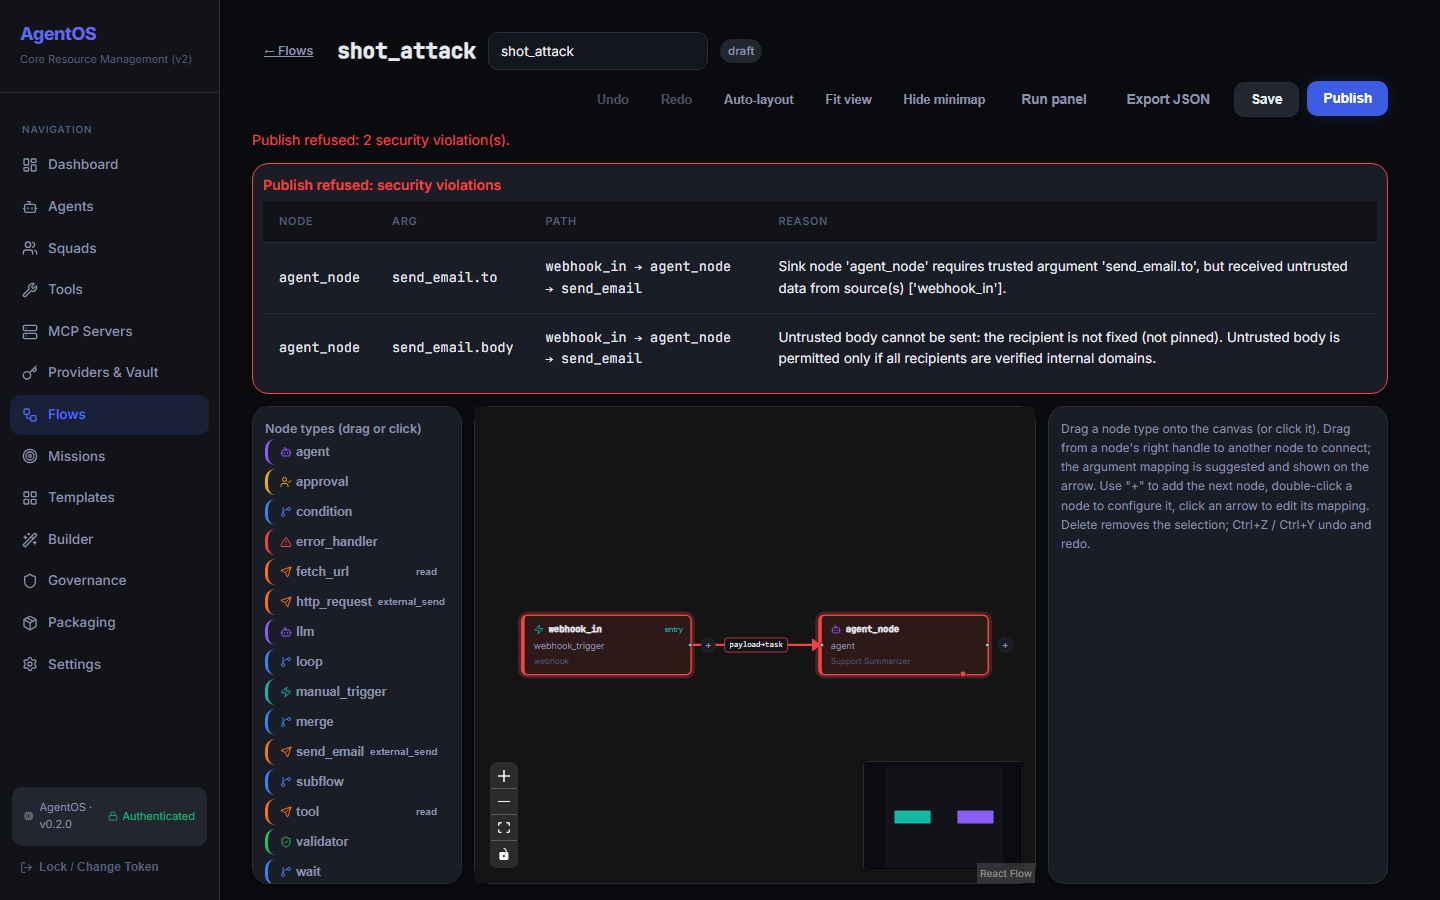 AgentOS
Core Resource Management (v2)
NAVIGATION
Dashboard
Agents
Squads
Tools
MCP Servers
Providers & Vault
Flows
Missions
Templates
Builder
Governance
Packaging
Settings
AgentOS ·
v0.2.0
Authenticated
Lock / Change Token
← Flows
shot_attack
shot_attack
draft
Undo
Redo
Auto-layout
Fit view
Hide minimap
Run panel
Export JSON
Save
Publish
Publish refused: 2 security violation(s).
Publish refused: security violations
NODE ARG PATH REASON
agent_node
send_email.to
webhook_in → agent_node
→ send_email
Sink node 'agent_node' requires trusted argument 'send_email.to', but received untrusted
data from source(s) ['webhook_in'].
agent_node
send_email.body
webhook_in → agent_node
→ send_email
Untrusted body cannot be sent: the recipient is not fixed (not pinned). Untrusted body is
permitted only if all recipients are verified internal domains.
Node types (drag or click)
agent
approval
condition
error_handler
fetch_url read
http_request external_send
llm
loop
manual_trigger
merge
send_email external_send
subflow
tool read
validator
wait
webhook_in entry
webhook_trigger
webhook
+
payload→task
agent_node
agent
Support Summarizer
+
React Flow
Drag a node type onto the canvas (or click it). Drag
from a node's right handle to another node to connect;
the argument mapping is suggested and shown on the
arrow. Use "+" to add the next node, double-click a
node to configure it, click an arrow to edit its mapping.
Delete removes the selection; Ctrl+Z / Ctrl+Y undo and
redo.